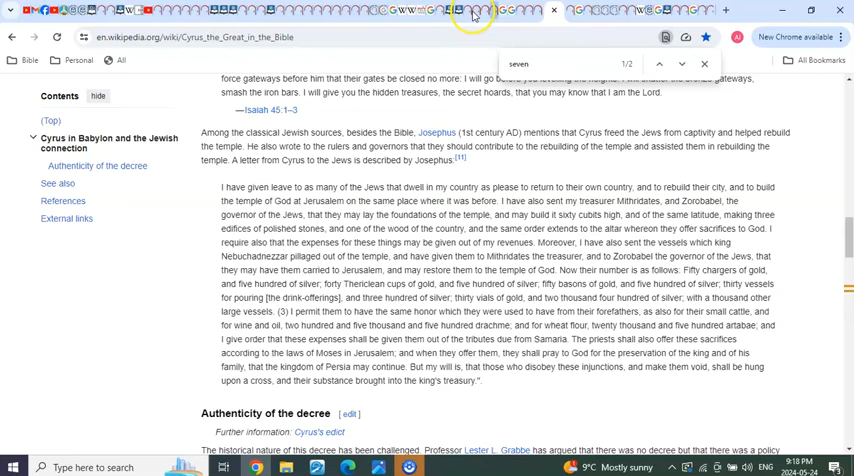 en.wikipedia.org/wiki/Cyrus_the_Great_in_the_Bible
AI
New Chrome available
Bible
Personal
All
seven
1/2
All Bookmarks
Contents
hide
(Top)
Cyrus in Babylon and the Jewish
connection
Authenticity of the decree
See also
References
External links
force gateways before him that their gates be closed no more: I will go before you levelling the heights. I will shatter the bronze gateways,
smash the iron bars. I will give you the hidden treasures, the secret hoards, that you may know that I am the Lord.
—Isaiah 45:1–3
Among the classical Jewish sources, besides the Bible, Josephus (1st century AD) mentions that Cyrus freed the Jews from captivity and helped rebuild
the temple. He also wrote to the rulers and governors that they should contribute to the rebuilding of the temple and assisted them in rebuilding the
temple. A letter from Cyrus to the Jews is described by Josephus.[11]
I have given leave to as many of the Jews that dwell in my country as please to return to their own country, and to rebuild their city, and to build
the temple of God at Jerusalem on the same place where it was before. I have also sent my treasurer Mithridates, and Zorobabel, the
governor of the Jews, that they may lay the foundations of the temple, and may build it sixty cubits high, and of the same latitude, making three
edifices of polished stones, and one of the wood of the country, and the same order extends to the altar whereon they offer sacrifices to God. I
require also that the expenses for these things may be given out of my revenues. Moreover, I have also sent the vessels which king
Nebuchadnezzar pillaged out of the temple, and have given them to Mithridates the treasurer, and to Zorobabel the governor of the Jews, that
they may have them carried to Jerusalem, and may restore them to the temple of God. Now their number is as follows: Fifty chargers of gold,
and five hundred of silver; forty Thericlean cups of gold, and five hundred of silver; fifty basons of gold, and five hundred of silver; thirty vessels
for pouring [the drink-offerings], and three hundred of silver; thirty vials of gold, and two thousand four hundred of silver; with a thousand other
large vessels. (3) I permit them to have the same honor which they were used to have from their forefathers, as also for their small cattle, and
for wine and oil, two hundred and five thousand and five hundred drachme; and for wheat flour, twenty thousand and five hundred artabae; and
I give order that these expenses shall be given them out of the tributes due from Samaria. The priests shall also offer these sacrifices
according to the laws of Moses in Jerusalem; and when they offer them, they shall pray to God for the preservation of the king and of his
family, that the kingdom of Persia may continue. But my will is, that those who disobey these injunctions, and make them void, shall be hung
upon a cross, and their substance brought into the king's treasury.".
Authenticity of the decree [ edit ]
Further information: Cyrus's edict
The historical nature of this decree has been challenged. Professor Lester L. Grabbe has argued that there was no decree but that there was a policy
Type here to search
9°C Mostly sunny
ENG
9:18 PM
2024-05-24